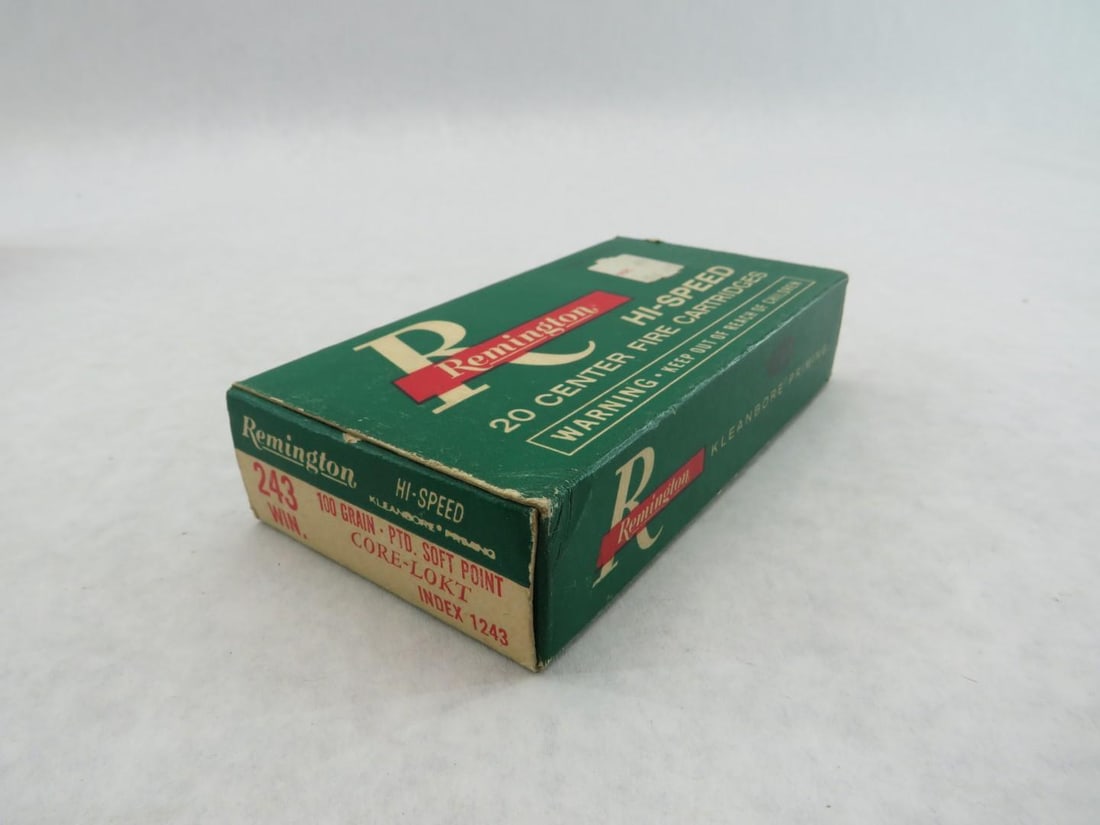 R
Remington
HI-SPEED
20 CENTER FIRE CARTRIDGES
WARNING • KEEP OUT OF REACH OF CHILDREN
Remington
HI-SPEED
KLEANBORE® PRIMING
243
WIN.
100 GRAIN • PTD. SOFT POINT
CORE-LOKT
INDEX 1243
R
Remington
KLEANBORE PRIMING